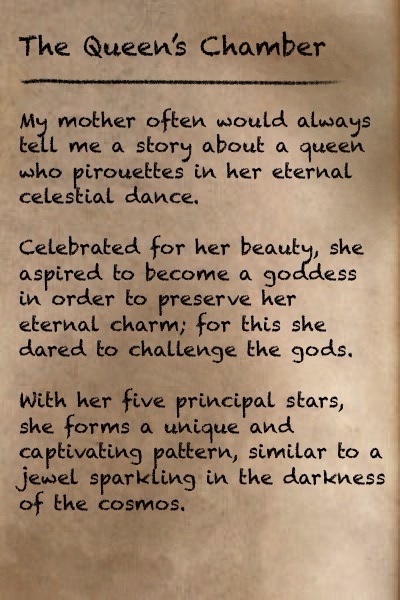 The Queen's Chamber
My mother often would always
tell me a story about a queen
who pirouettes in her eternal
celestial dance.
Celebrated for her beauty, she
aspired to become a goddess
in order to preserve her
eternal charm; for this she
dared to challenge the gods.
With her five principal stars,
she forms a unique and
captivating pattern, similar to a
jewel sparkling in the darkness
of the cosmos.